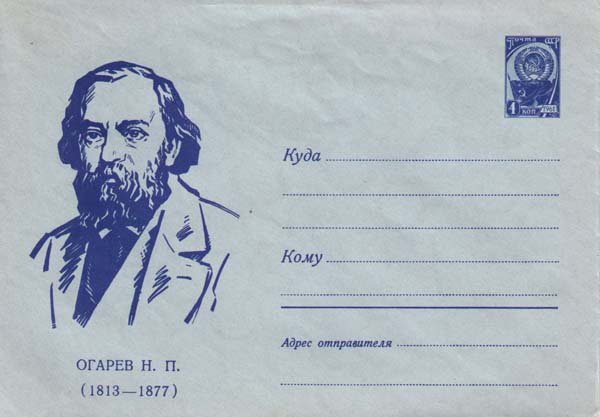 Почта СССР
4 коп
1961
Куда
Кому
Адрес отправителя
ОГАРЕВ Н. П.
(1813—1877)